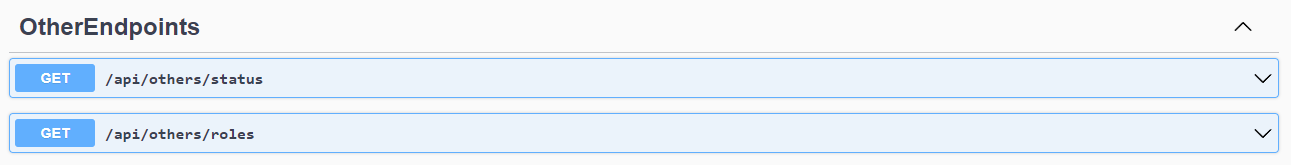 OtherEndpoints
GET /api/others/status
GET /api/others/roles